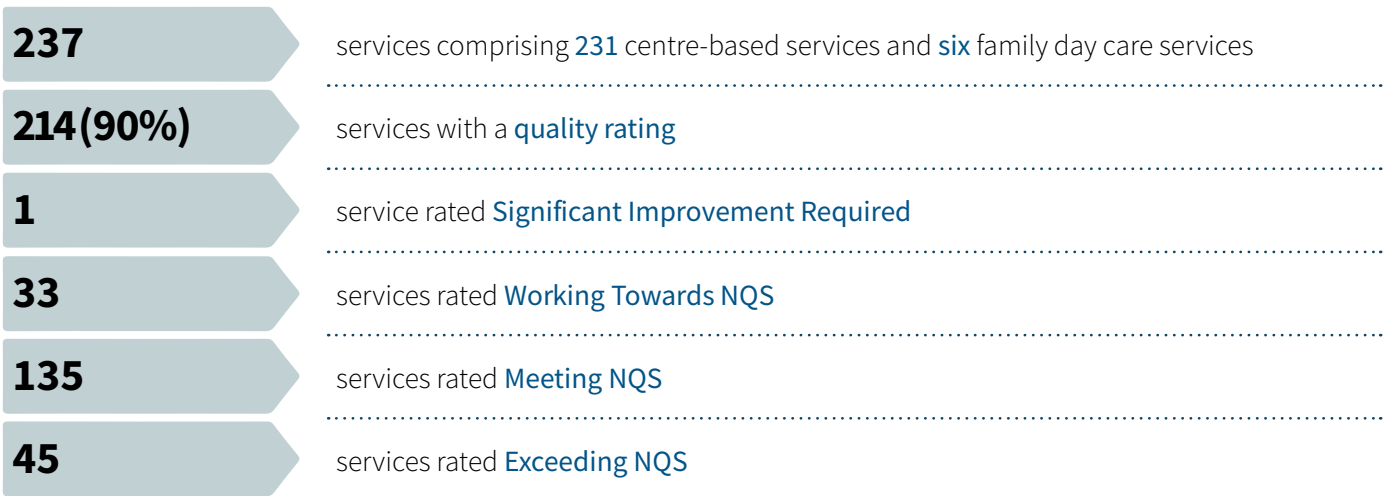 237 services comprising 231 centre-based services and six family day care services
214(90%) services with a quality rating
1 service rated Significant Improvement Required
33 services rated Working Towards NQS
135 services rated Meeting NQS
45 services rated Exceeding NQS